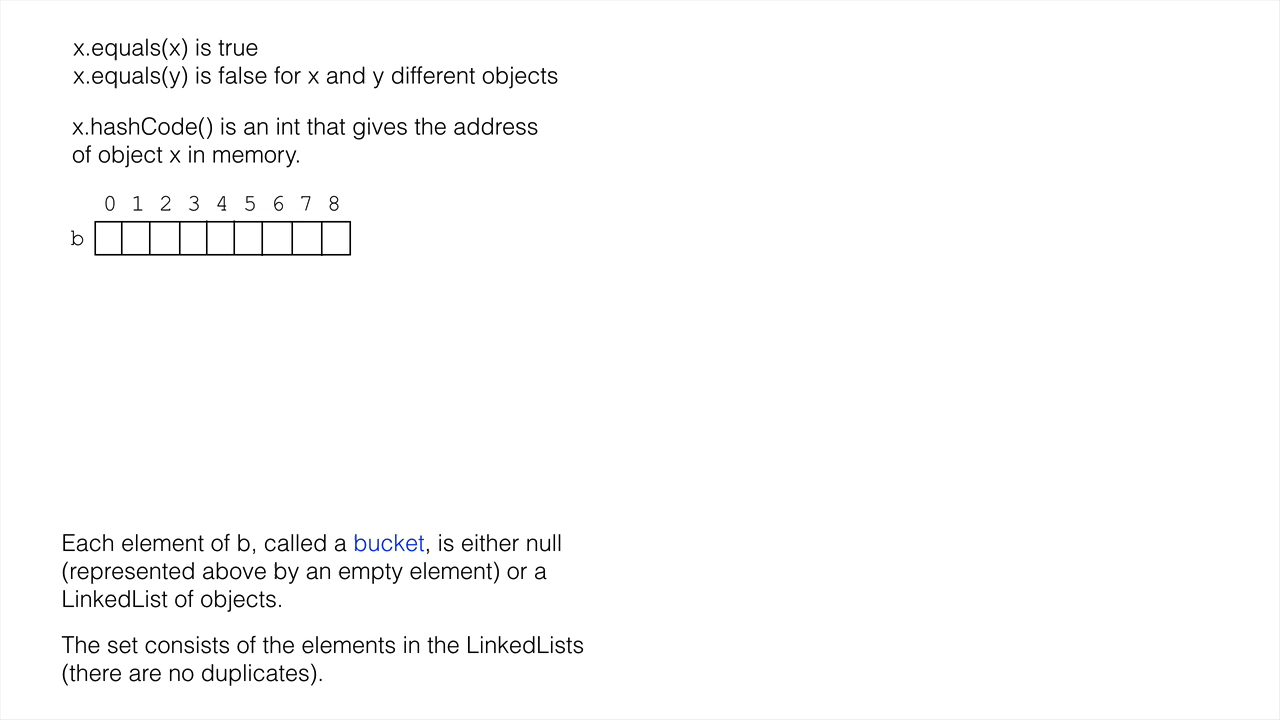 x.equals(x) is true
x.equals(y) is false for x and y different objects
x.hashCode() is an int that gives the address
of object x in memory.
0 1 2 3 4 5 6 7 8
b
Each element of b, called a bucket, is either null
(represented above by an empty element) or a
LinkedList of objects.
The set consists of the elements in the LinkedLists
(there are no duplicates).